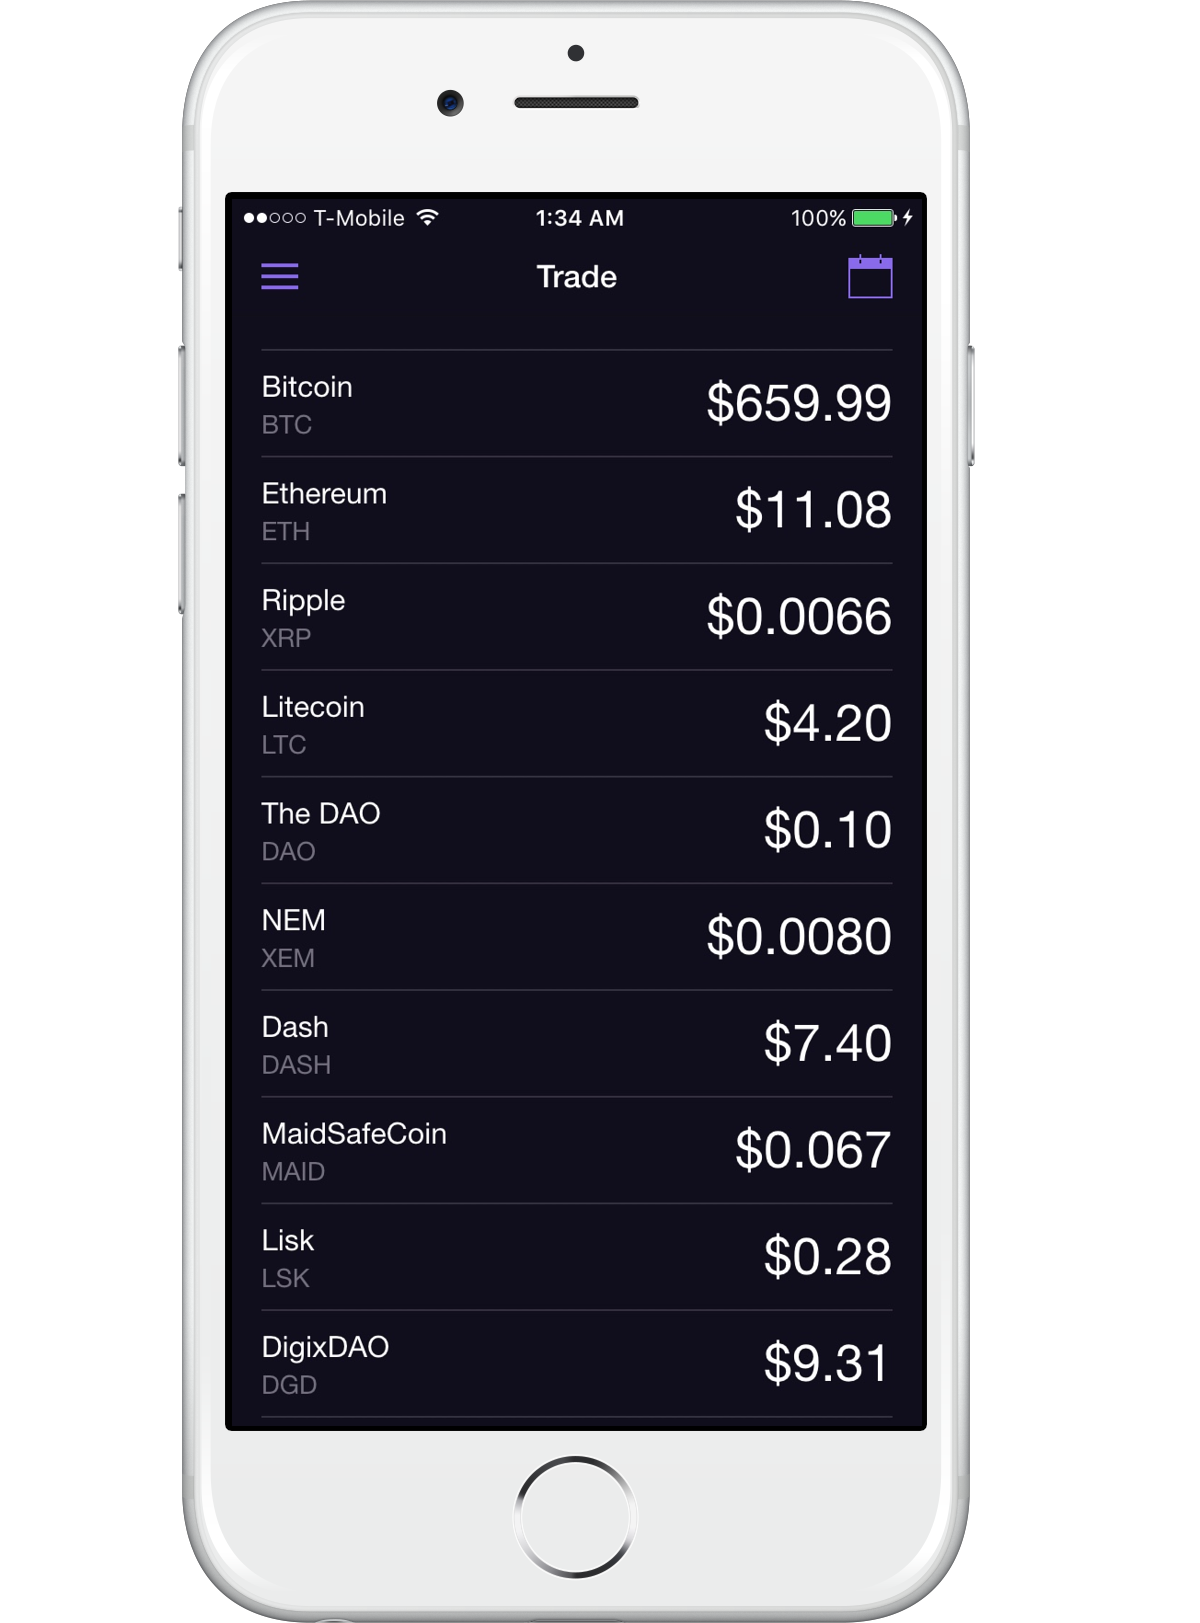 T-Mobile 1:34 AM 100%
Trade
Bitcoin $659.99
BTC
Ethereum $11.08
ETH
Ripple $0.0066
XRP
Litecoin $4.20
LTC
The DAO $0.10
DAO
NEM $0.0080
XEM
Dash $7.40
DASH
MaidSafeCoin $0.067
MAID
Lisk $0.28
LSK
DigixDAO $9.31
DGD